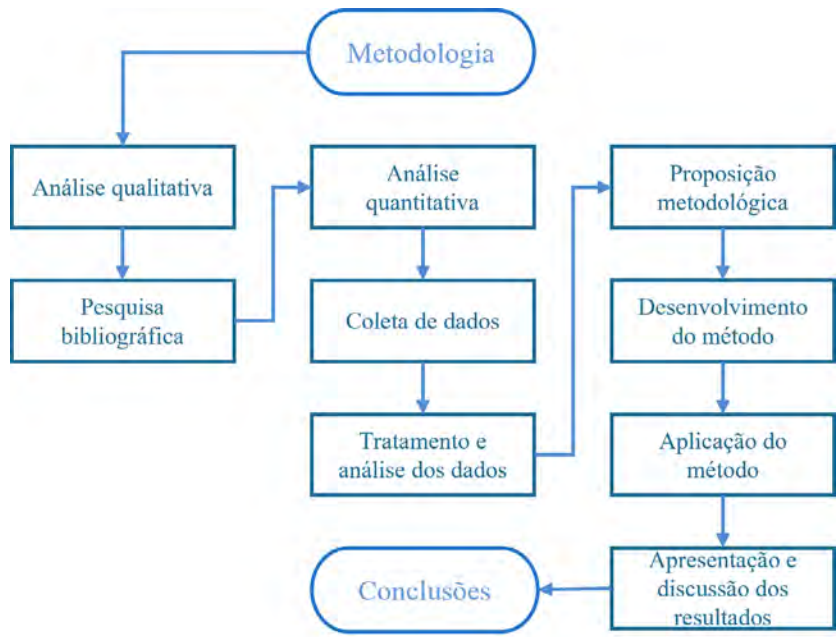 Metodologia
Análise qualitativa
Pesquisa
bibliográfica
Análise
quantitativa
Coleta de dados
Tratamento e
análise dos dados
Proposição
metodológica
Desenvolvimento
do método
Aplicação do
método
Apresentação e
discussão dos
resultados
Conclusões